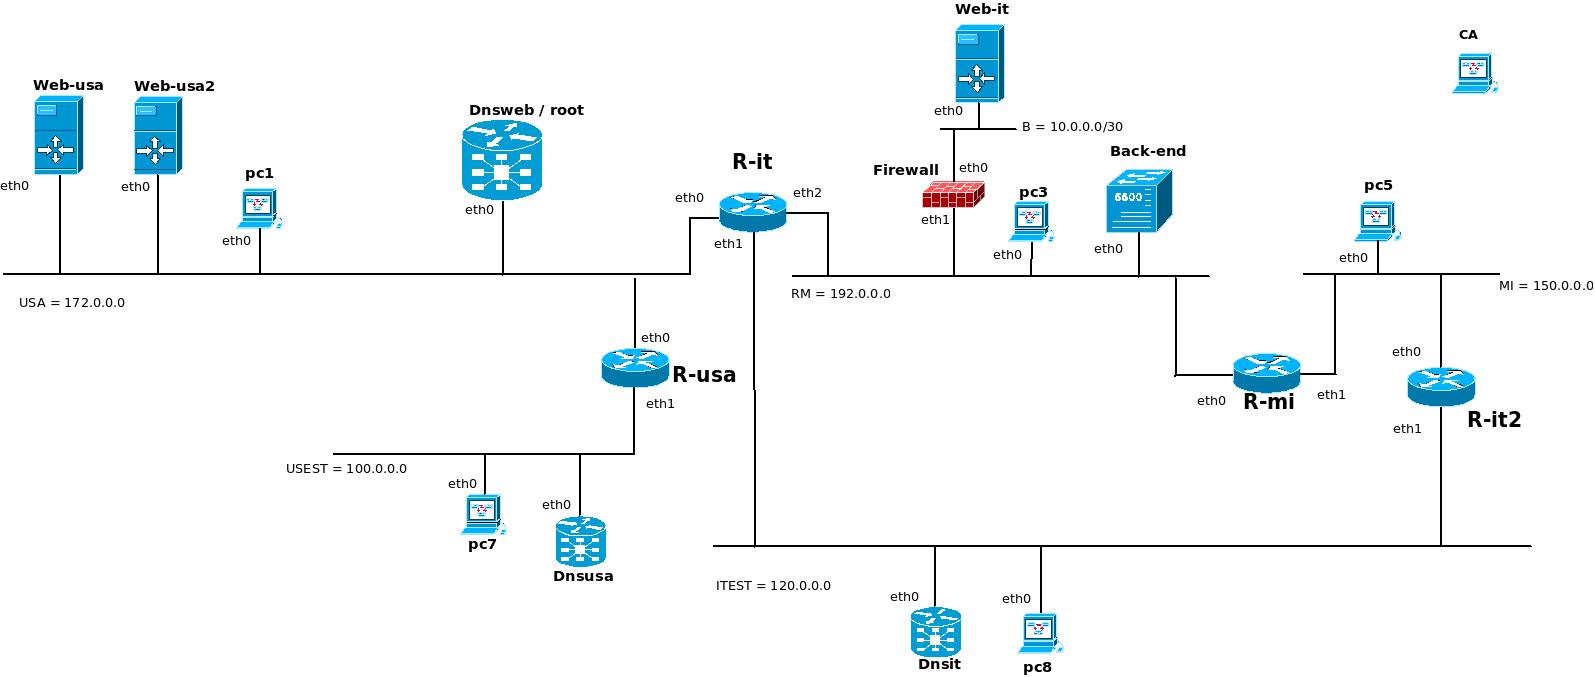 Web-it
CA
Web-usa
Web-usa2
Dnsweb / root
eth0
B = 10.0.0.0/30
Back-end
R-it
Firewall
eth0
pc1
pc3
pc5
eth0
eth0
eth0
eth2
6600
eth0
eth1
eth0
eth1
eth0
eth0
eth0
MI = 150.0.0.0
USA = 172.0.0.0
RM = 192.0.0.0
eth0
eth0
R-usa
eth0
R-mi
eth1
eth1
R-it2
eth1
USEST = 100.0.0.0
eth0
eth0
pc7
Dnsusa
ITEST = 120.0.0.0
eth0
eth0
Dnsit
pc8